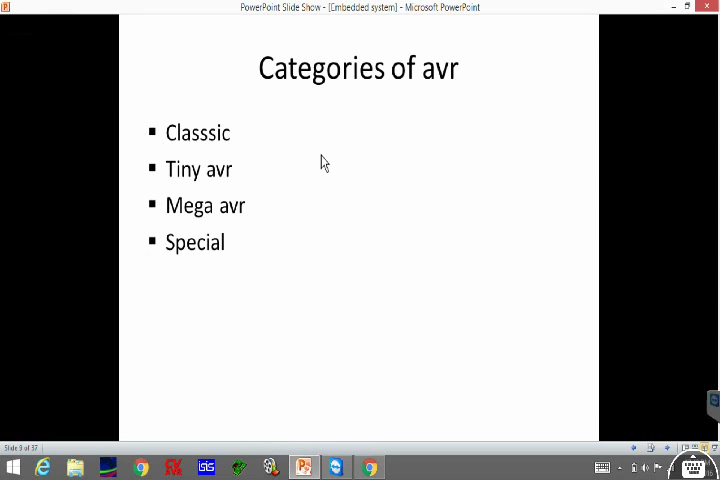 PowerPoint Slide Show - [Embedded system] - Microsoft PowerPoint
Categories of avr
Classsic
Tiny avr
Mega avr
Special
Slide 9 of 37
ISIS